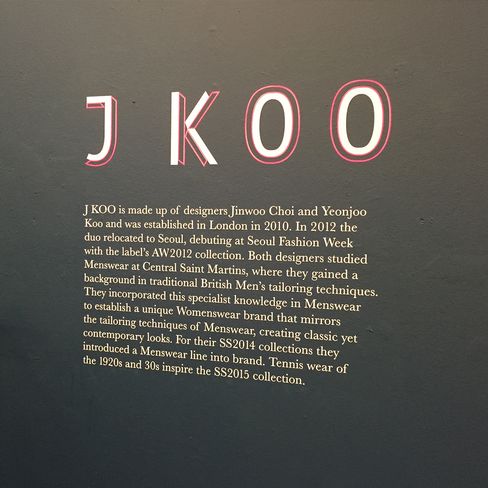 J KOO
J KOO is made up of designers Jinwoo Choi and Yeonjoo
Koo and was established in London in 2010. In 2012 the
duo relocated to Seoul, debuting at Seoul Fashion Week
with the label's AW2012 collection. Both designers studied
Menswear at Central Saint Martins, where they gained a
background in traditional British Men's tailoring techniques.
They incorporated this specialist knowledge in Menswear
to establish a unique Womenswear brand that mirrors
the tailoring techniques of Menswear, creating classic yet
contemporary looks. For their SS2014 collections they
introduced a Menswear line into brand. Tennis wear of
the 1920s and 30s inspire the SS2015 collection.